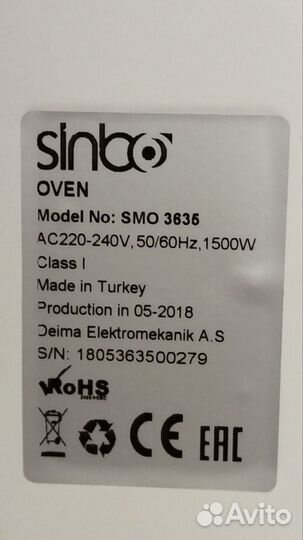 sinbo
OVEN
Model No: SMO 3635
AC220-240V, 50/60Hz, 1500W
Class I
Made in Turkey
Production in 05-2018
Deima Elektromekanik A.S
S/N: 1805363500279
RoHS
CE EAC
Avito